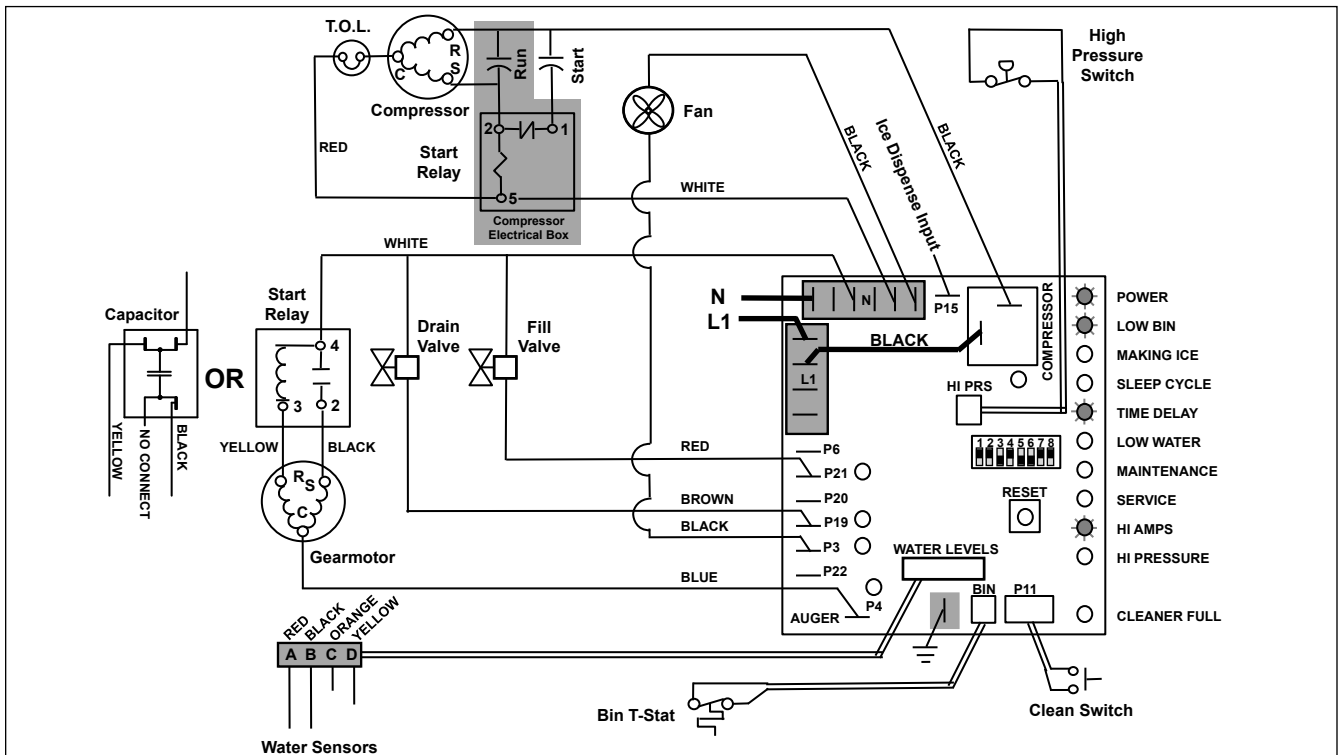 T.O.L.
R
S
C
Compressor
Run
Start
RED
2
1
Start
Relay
5
Compressor
Electrical Box
WHITE
Fan
BLACK
Ice Dispense Input
BLACK
High
Pressure
Switch
WHITE
Capacitor
OR
YELLOW
NO CONNECT
BLACK
Start
Relay
4
3
2
YELLOW
BLACK
R
S
C
Gearmotor
Drain
Valve
Fill
Valve
N
L1
N
P15
BLACK
L1
COMPRESSOR
HI PRS
1 2 3 4 5 6 7 8
RESET
RED
BROWN
BLACK
BLUE
P6
P21
P20
P19
P3
P22
P4
AUGER
WATER LEVELS
BIN
P11
POWER
LOW BIN
MAKING ICE
SLEEP CYCLE
TIME DELAY
LOW WATER
MAINTENANCE
SERVICE
HI AMPS
HI PRESSURE
CLEANER FULL
RED
BLACK
ORANGE
YELLOW
A B C D
Water Sensors
Bin T-Stat
Clean Switch